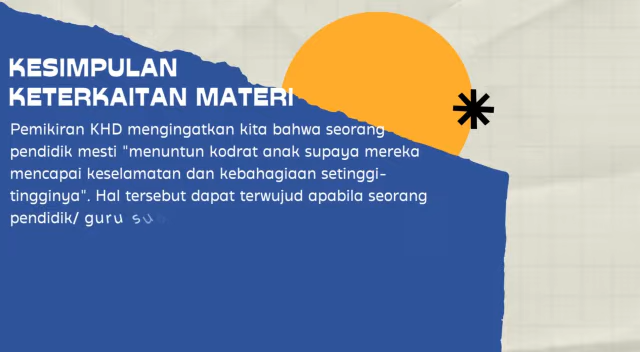 KESIMPULAN
KETERKAITAN MATERI
Pemikiran KHD mengingatkan kita bahwa seorang
pendidik mesti "menuntun kodrat anak supaya mereka
mencapai keselamatan dan kebahagiaan setinggi-
tingginya". Hal tersebut dapat terwujud apabila seorang
pendidik/ guru